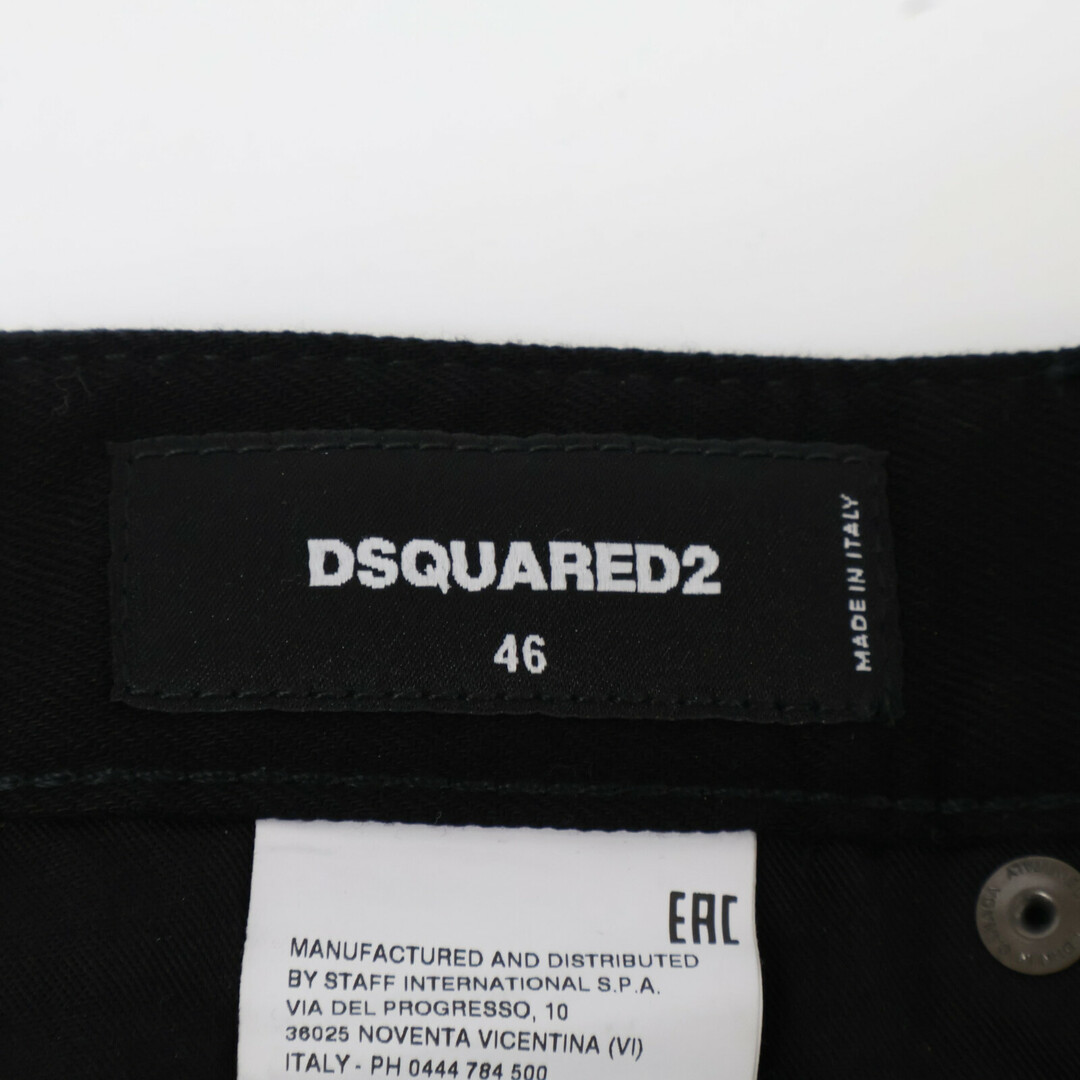 DSQUARED2
46
MADE IN ITALY
EAC
MANUFACTURED AND DISTRIBUTED
BY STAFF INTERNATIONAL S.P.A.
VIA DEL PROGRESSO, 10
36025 NOVENTA VICENTINA (VI)
ITALY - PH 0444 784 500